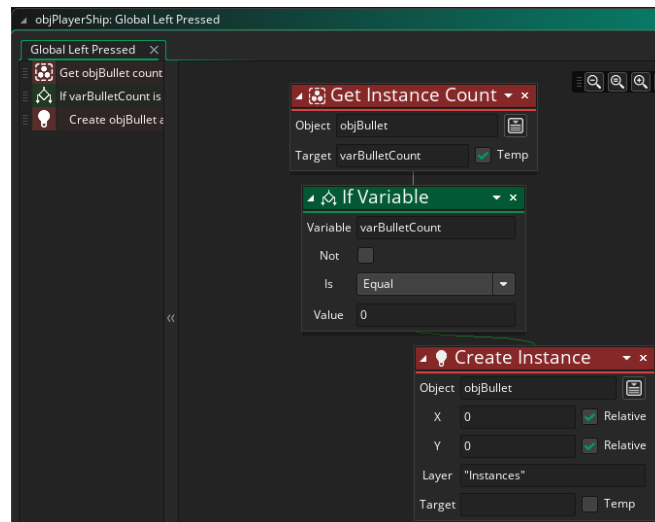 objPlayerShip: Global Left Pressed
Global Left Pressed
Get objBullet count
If varBulletCount is
Create objBullet a
Get Instance Count
Object objBullet
Target varBulletCount Temp
If Variable
Variable varBulletCount
Not
Is Equal
Value 0
Create Instance
Object objBullet
X 0 Relative
Y 0 Relative
Layer "Instances"
Target Temp